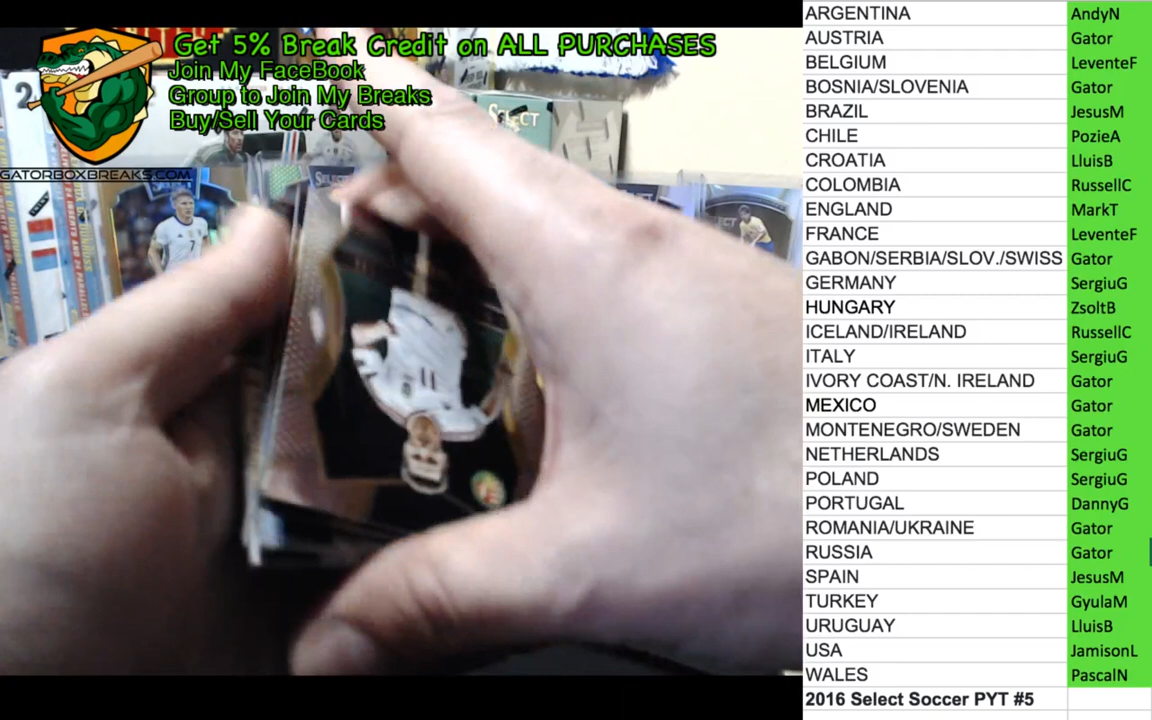 Get 5% Break Credit on ALL PURCHASES
Join My FaceBook
Group to Join My Breaks
Buy/Sell Your Cards
GATORBOXBREAKS.COM
SELECT
11
7
ARGENTINA AndyN
AUSTRIA Gator
BELGIUM LeventeF
BOSNIA/SLOVENIA Gator
BRAZIL JesusM
CHILE PozieA
CROATIA LluisB
COLOMBIA RussellC
ENGLAND MarkT
FRANCE LeventeF
GABON/SERBIA/SLOV./SWISS Gator
GERMANY SergiuG
HUNGARY ZsoltB
ICELAND/IRELAND RussellC
ITALY SergiuG
IVORY COAST/N. IRELAND Gator
MEXICO Gator
MONTENEGRO/SWEDEN Gator
NETHERLANDS SergiuG
POLAND SergiuG
PORTUGAL DannyG
ROMANIA/UKRAINE Gator
RUSSIA Gator
SPAIN JesusM
TURKEY GyulaM
URUGUAY LluisB
USA JamisonL
WALES PascalN
2016 Select Soccer PYT #5